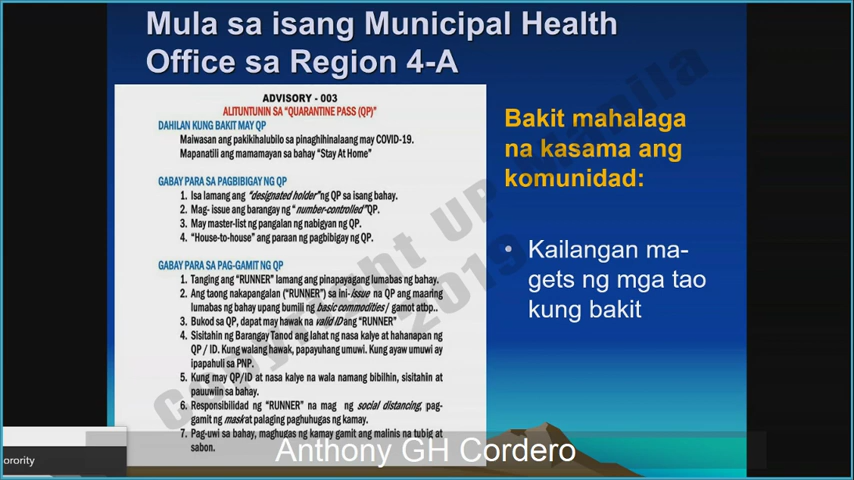 Mula sa isang Municipal Health
Office sa Region 4-A
ADVISORY - 003
ALITUNTUNIN SA "QUARANTINE PASS (QP)"
DAHILAN KUNG BAKIT MAY QP
Maiwasan ang pakikihalubilo sa pinaghihinalaang may COVID-19.
Mapanatili ang mamamayan sa bahay "Stay At Home"
GABAY PARA SA PAGBIBIGAY NG QP
1. Isa lamang ang "designated holder" ng QP sa isang bahay.
2. Mag- issue ang barangay ng "number-controlled" QP.
3. May master-list ng pangalan ng nabigyan ng QP.
4. "House-to-house" ang paraan ng pagbibigay ng QP.
GABAY PARA SA PAG-GAMIT NG QP
1. Tanging ang "RUNNER" lamang ang pinapayagang lumabas ng bahay.
2. Ang taong nakapangalan ("RUNNER") sa ini-issue na QP ang maaring
lumabas ng bahay upang bumili ng basic commodities / gamot atbp..
3. Bukod sa QP, dapat may hawak na valid ID ang "RUNNER"
4. Sisitahin ng Barangay Tanod ang lahat ng nasa kalye at hahanapan ng
QP / ID. Kung walang hawak, papayuhang umuwi. Kung ayaw umuwi ay
ipapahuli sa PNP.
5. Kung may QP/ID at nasa kalye na wala namang bibilhin, sisitahin at
pauuwiin sa bahay.
6. Responsibilidad ng "RUNNER" na mag ng social distancing, pag-
gamit ng mask at palaging paghuhugas ng kamay.
7. Pag-uwi sa bahay, maghugas ng kamay gamit ang malinis na tubig at
sabon.
Bakit mahalaga
na kasama ang
komunidad:
• Kailangan ma-
gets ng mga tao
kung bakit
Copyright UP Manila
2019
Anthony GH Cordero
orority